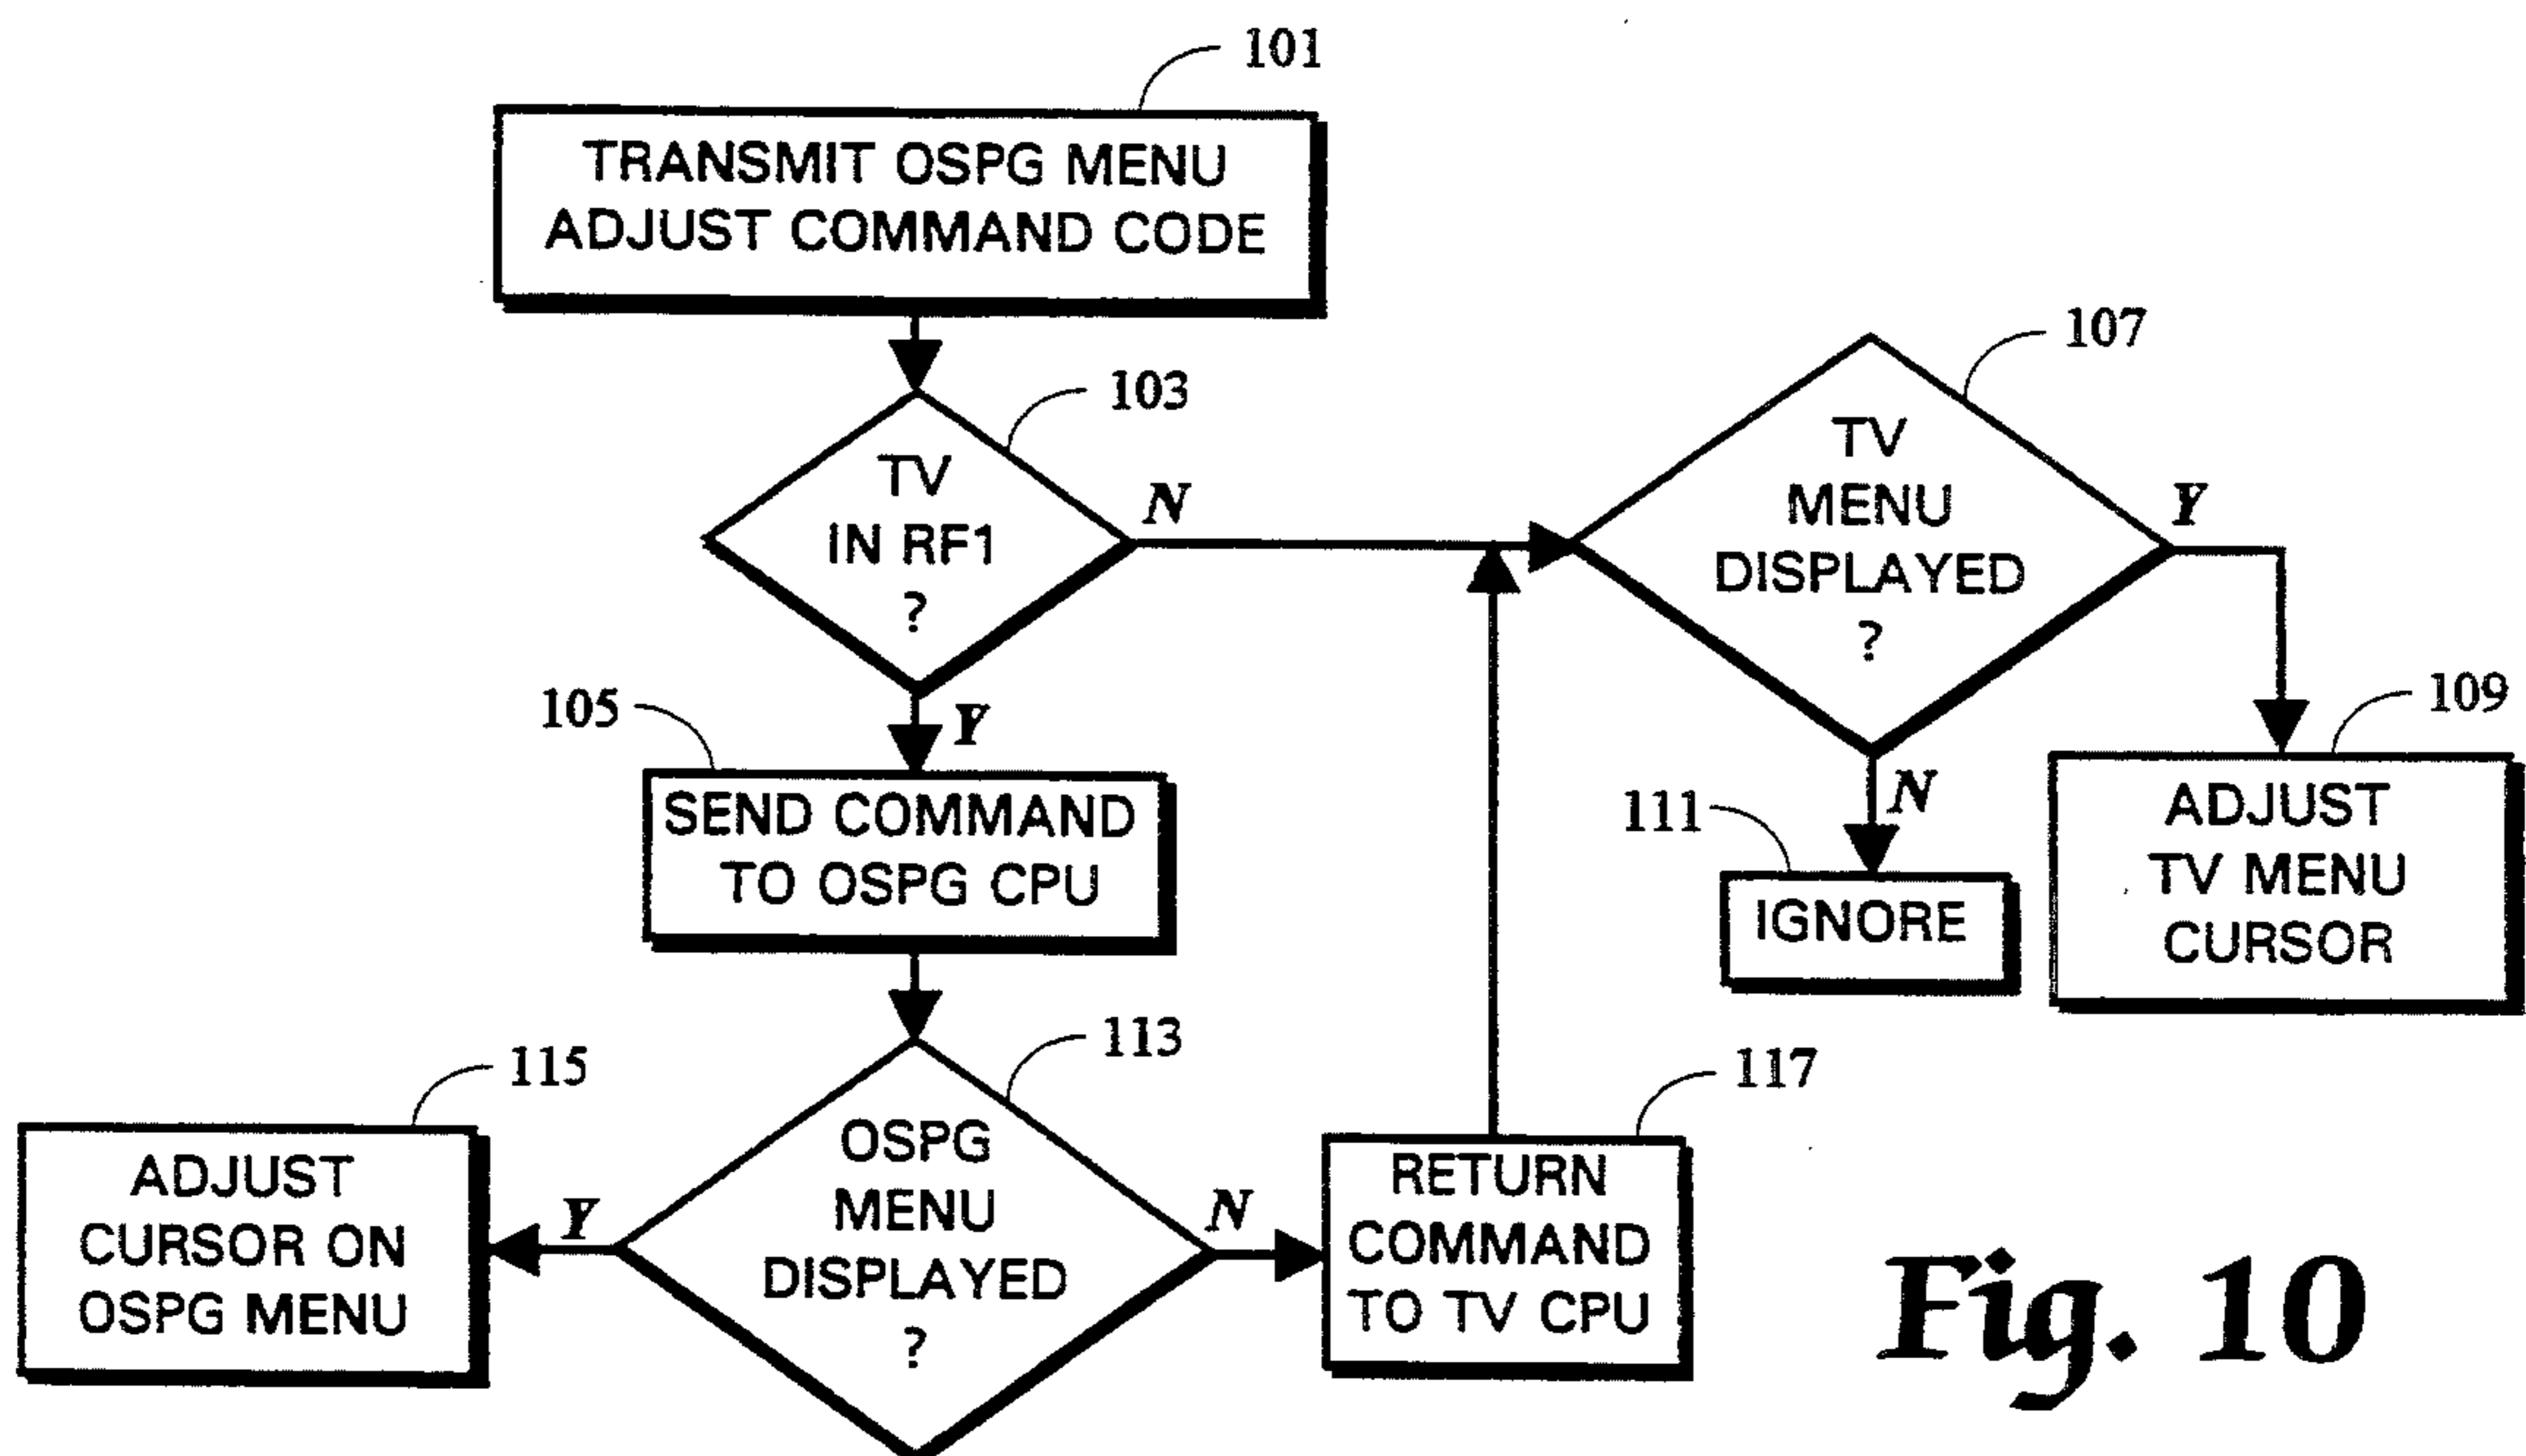 101
TRANSMIT OSPG MENU
ADJUST COMMAND CODE
103
TV
IN RF1
?
N
Y
107
TV
MENU
DISPLAYED
?
Y
N
105
SEND COMMAND
TO OSPG CPU
109
ADJUST
TV MENU
CURSOR
111
IGNORE
113
OSPG
MENU
DISPLAYED
?
Y
N
115
ADJUST
CURSOR ON
OSPG MENU
117
RETURN
COMMAND
TO TV CPU
Fig. 10